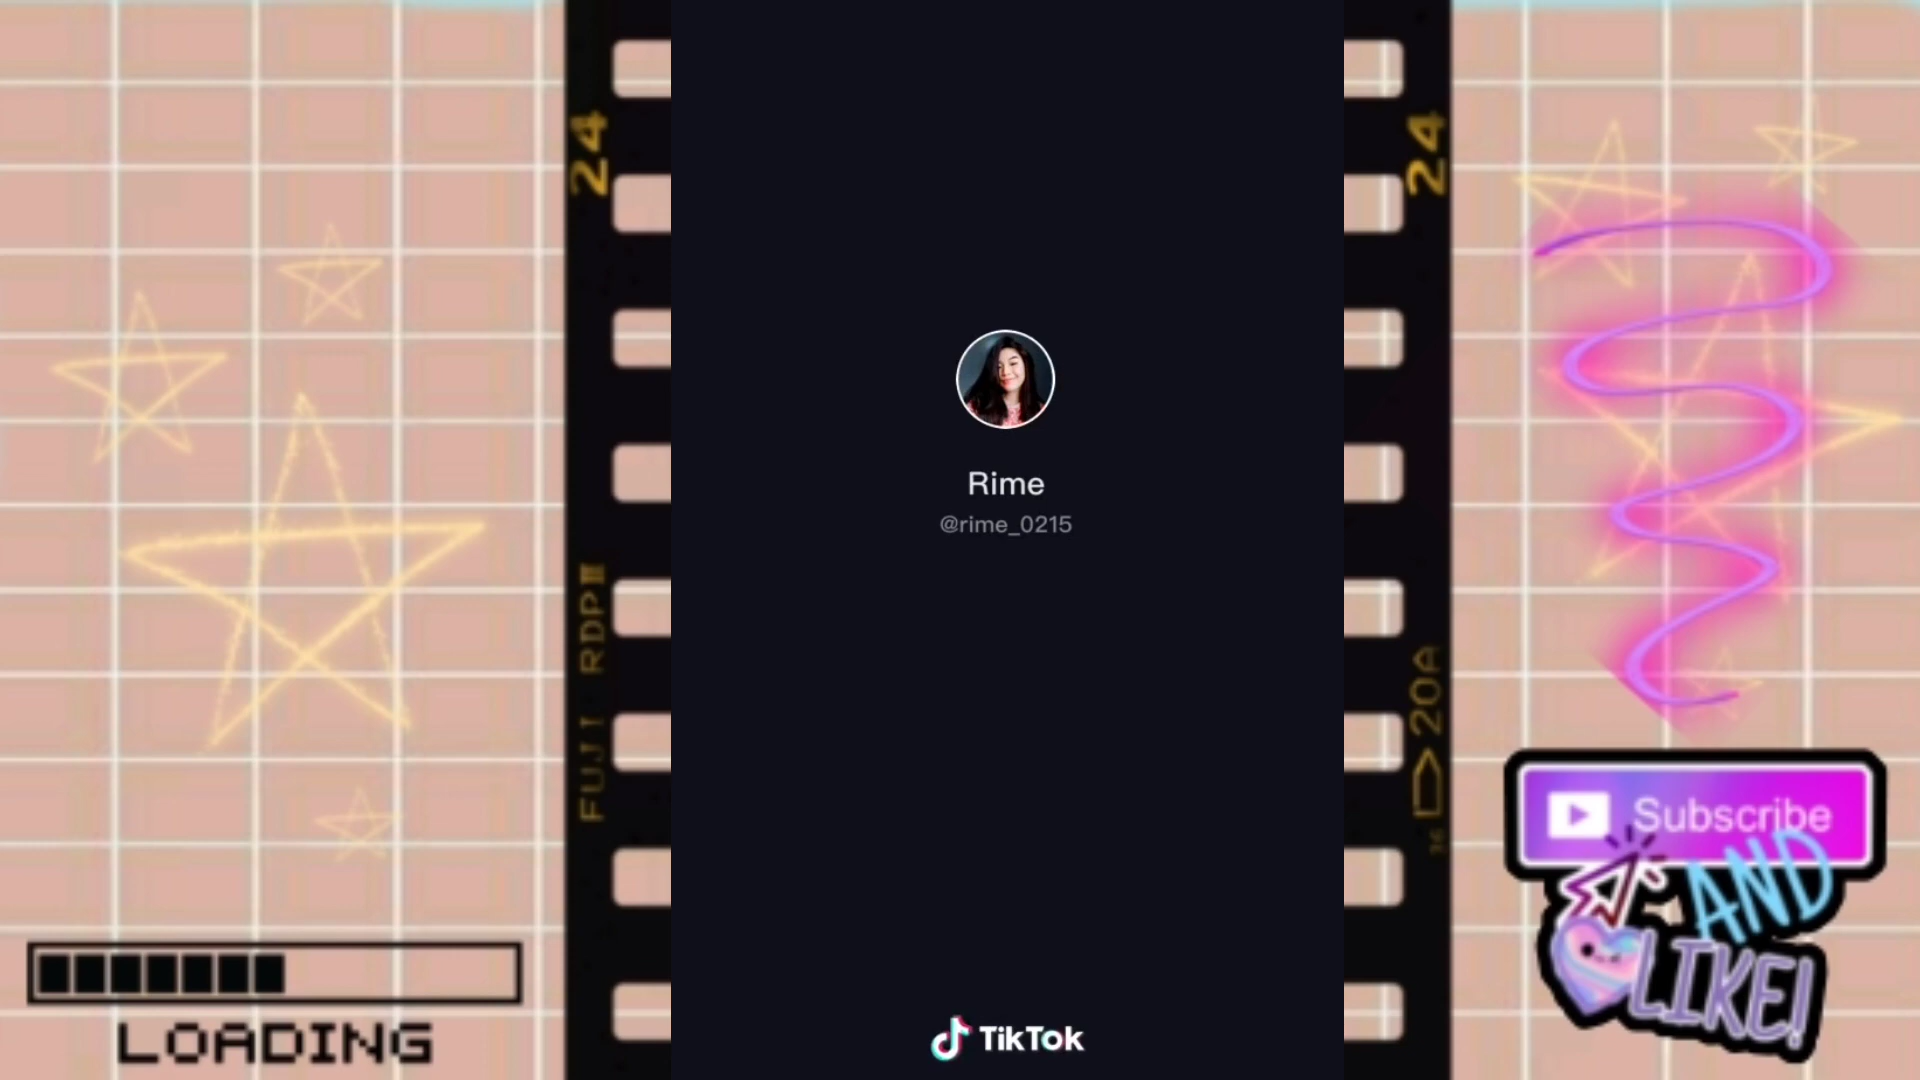 24
FUJI RDPIII
LOADING
Rime
@rime_0215
TikTok
24
20A
Subscribe
AND
LIKE!